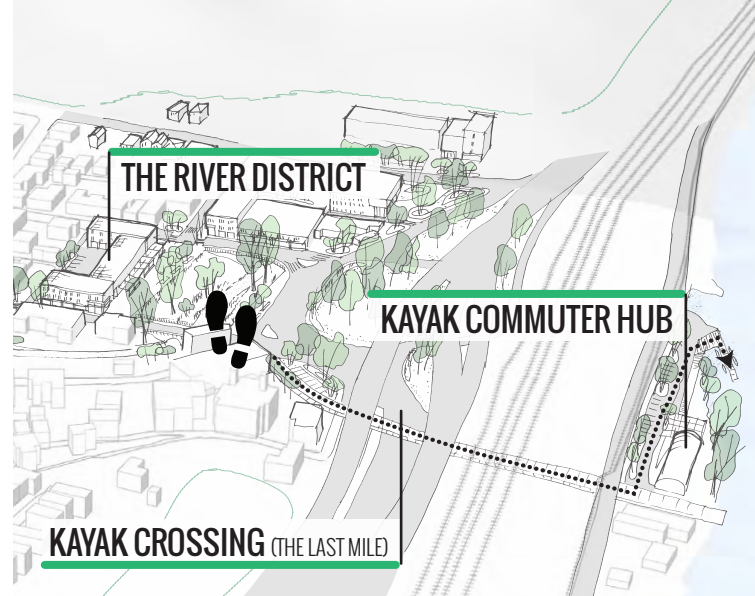 THE RIVER DISTRICT
KAYAK COMMUTER HUB
KAYAK CROSSING (THE LAST MILE)